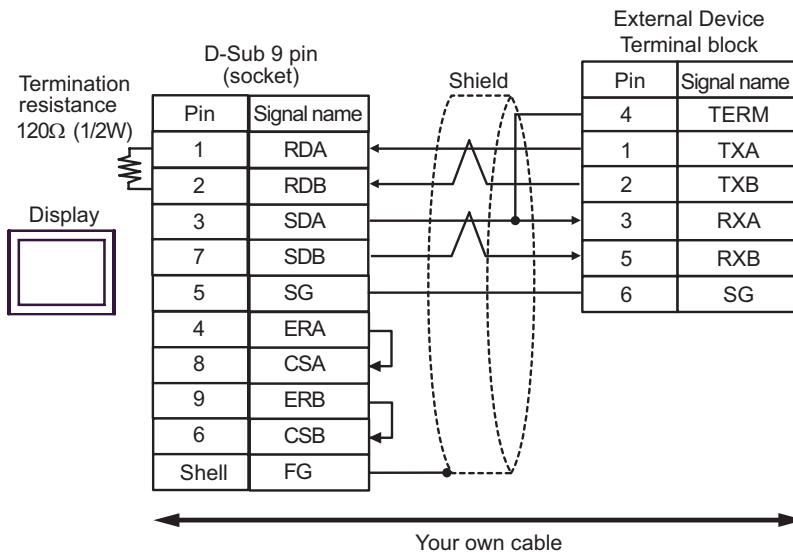 External Device
Terminal block
D-Sub 9 pin
(socket)
Shield
Termination
resistance
120Ω (1/2W)
Display
Pin Signal name
1 RDA
2 RDB
3 SDA
7 SDB
5 SG
4 ERA
8 CSA
9 ERB
6 CSB
Shell FG
Pin Signal name
4 TERM
1 TXA
2 TXB
3 RXA
5 RXB
6 SG
Your own cable